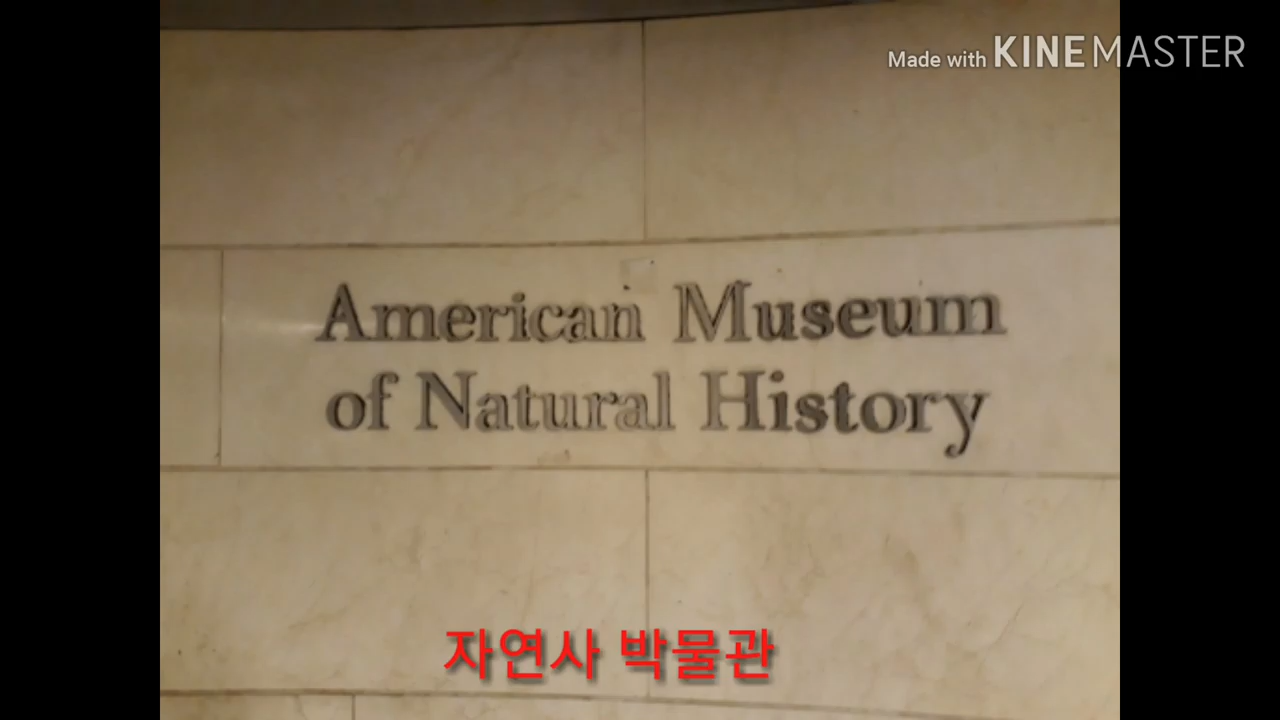 Made with KINEMASTER
American Museum
of Natural History
자연사 박물관